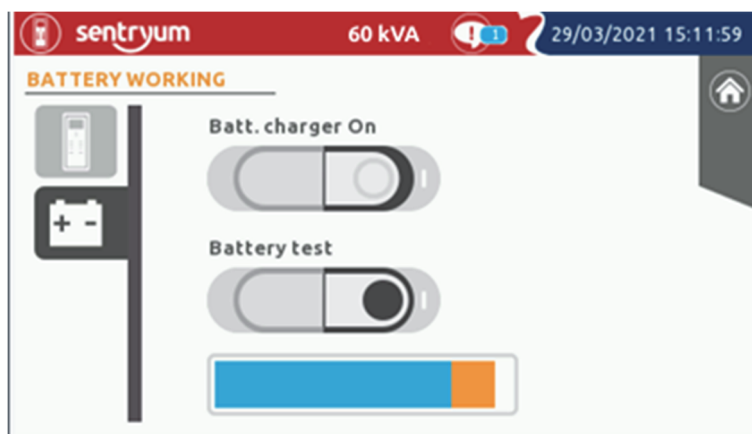 sentryum
60 kVA
1
29/03/2021 15:11:59
BATTERY WORKING
Batt. charger On
+ -
Battery test